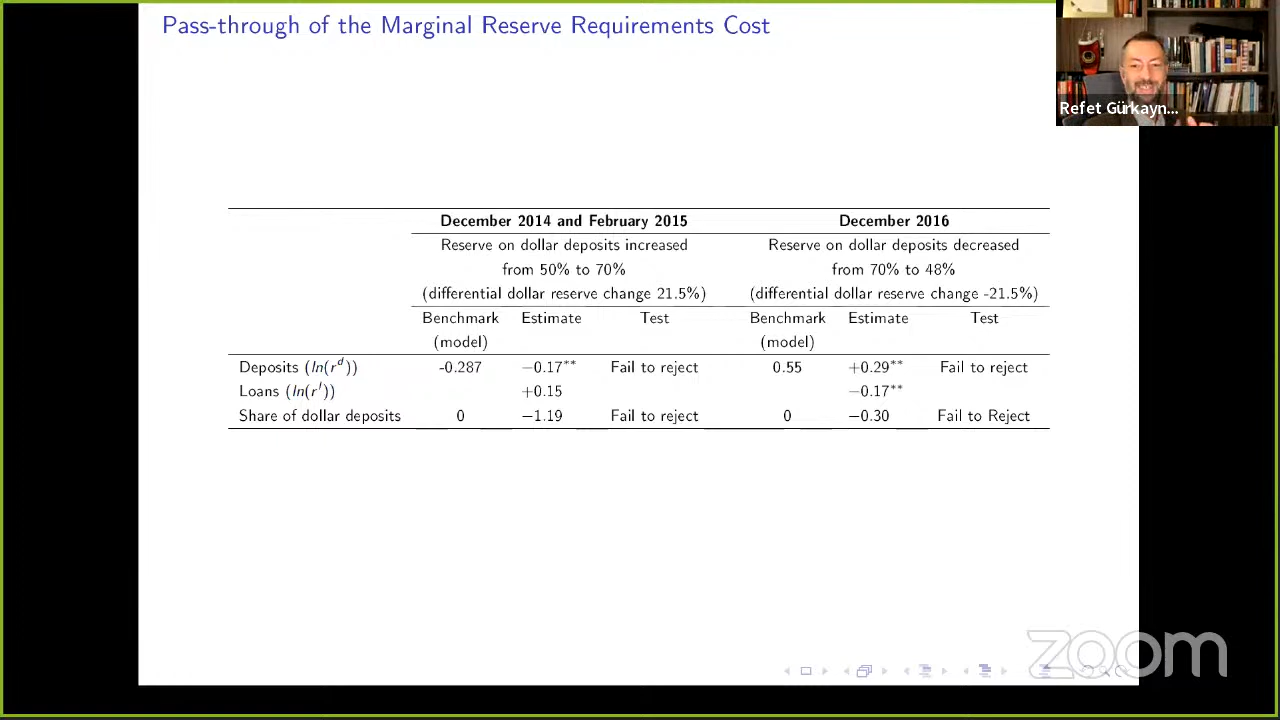 Pass-through of the Marginal Reserve Requirements Cost
Refet Gürkayn...
December 2014 and February 2015 December 2016
Reserve on dollar deposits increased Reserve on dollar deposits decreased
from 50% to 70% from 70% to 48%
(differential dollar reserve change 21.5%) (differential dollar reserve change -21.5%)
Benchmark Estimate Test Benchmark Estimate Test
(model) (model)
Deposits (ln(r^d)) -0.287 −0.17** Fail to reject 0.55 +0.29** Fail to reject
Loans (ln(r^l)) +0.15 −0.17**
Share of dollar deposits 0 −1.19 Fail to reject 0 −0.30 Fail to Reject
zoom